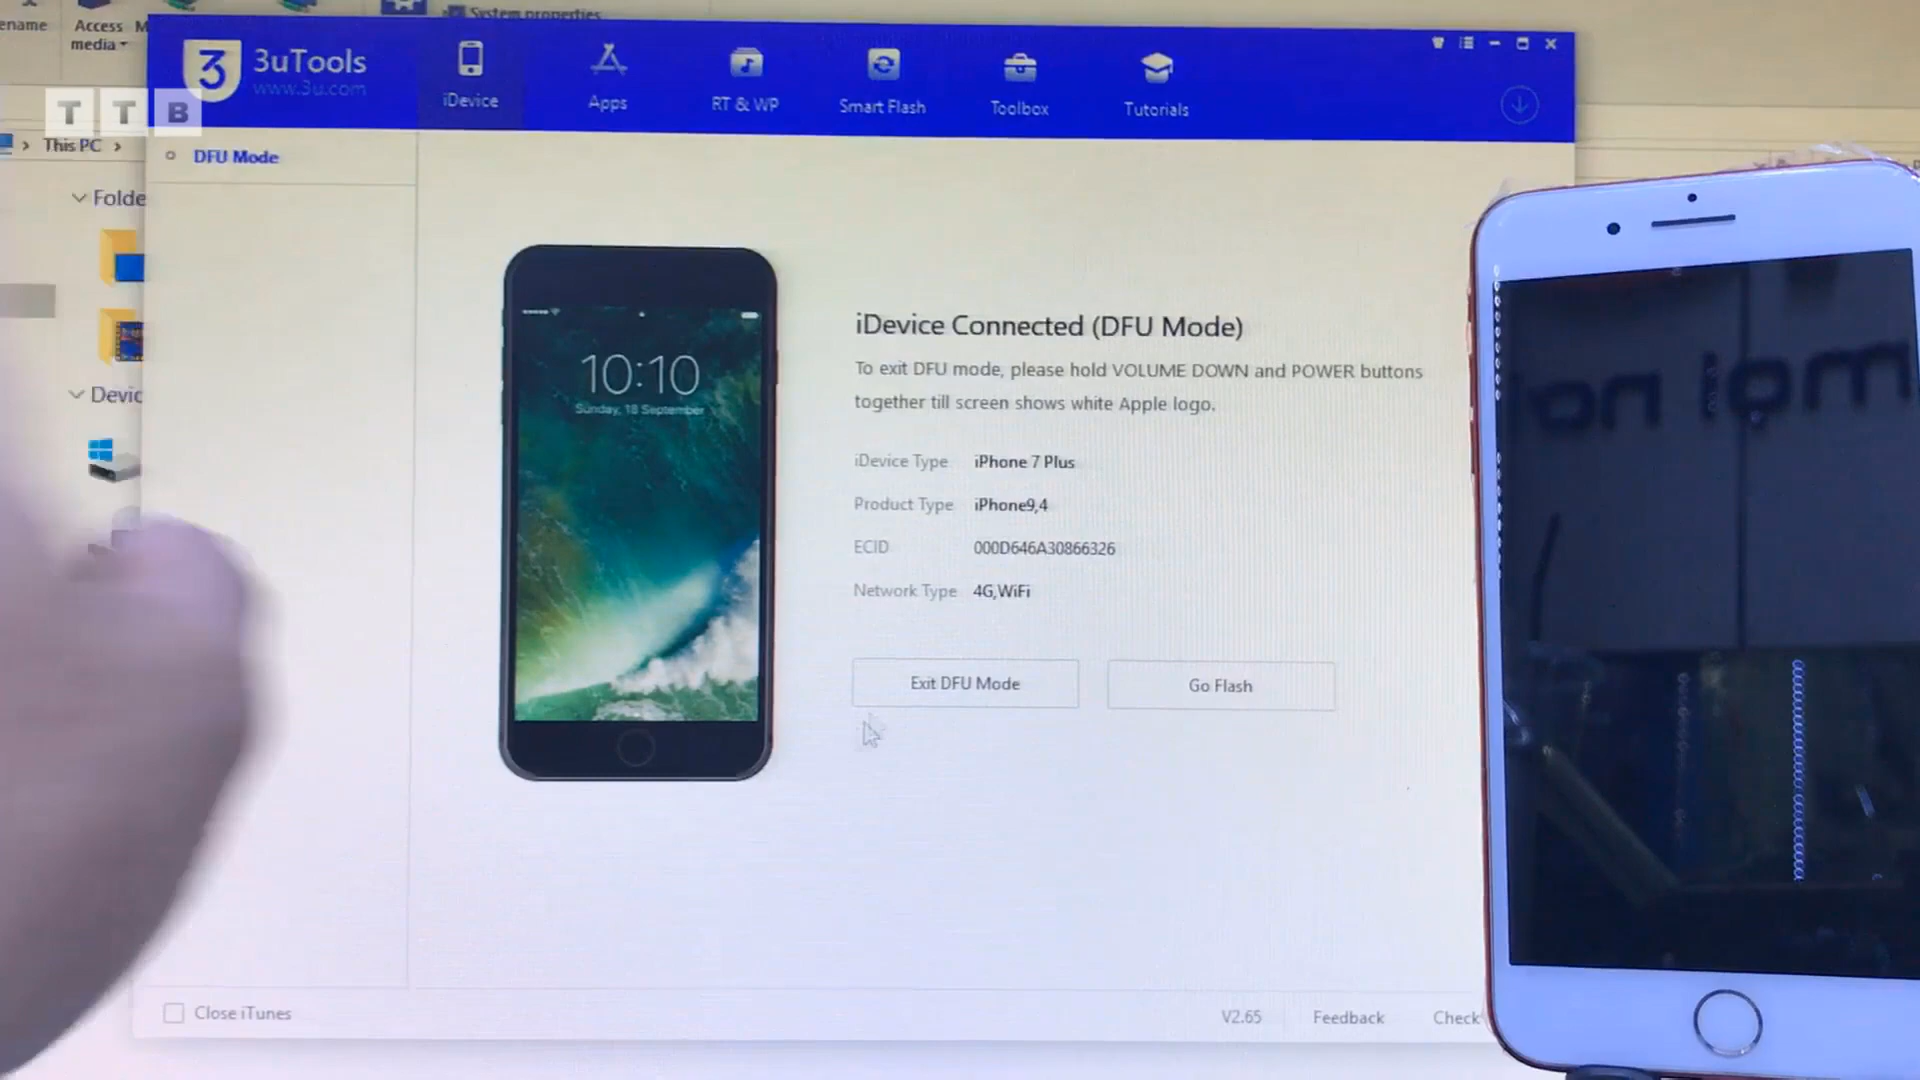 ename
Access
media
M
System properties
3
3uTools
www.3u.com
iDevice
Apps
RT & WP
Smart Flash
Toolbox
Tutorials
T T B
This PC
DFU Mode
Folde
Devic
10:10
Sunday, 18 September
iDevice Connected (DFU Mode)
To exit DFU mode, please hold VOLUME DOWN and POWER buttons
together till screen shows white Apple logo.
iDevice Type iPhone 7 Plus
Product Type iPhone9,4
ECID 000D646A30866326
Network Type 4G,WiFi
Exit DFU Mode
Go Flash
Close iTunes
V2.65
Feedback
Check